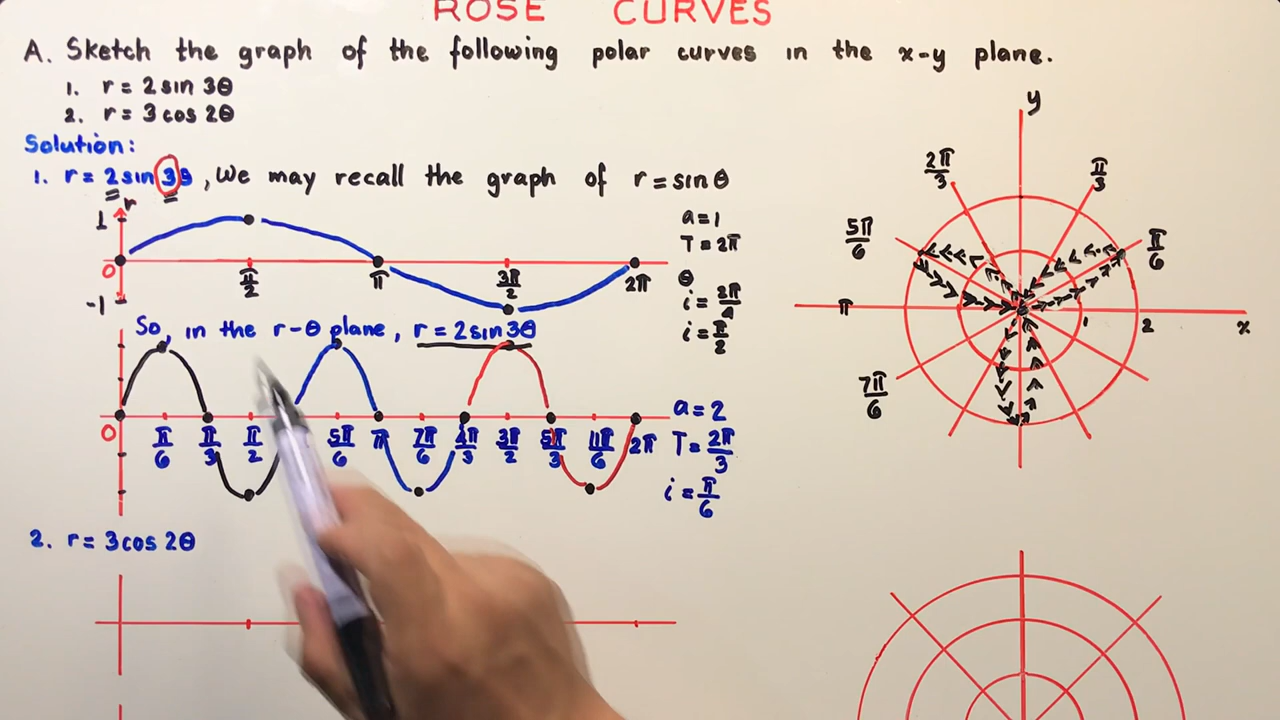 ROSE CURVES
A. Sketch the graph of the following polar curves in the x-y plane.
1. r = 2 sin 3θ
2. r = 3 cos 2θ
Solution:
1. r = 2 sin 3θ, We may recall the graph of r = sin θ
r
1
0
-1
π/2
π
3π/2
2π
a = 1
T = 2π
θ
i = 2π/4
i = π/2
So, in the r-θ plane, r = 2 sin 3θ
0
π/6
π/3
π/2
5π/6
π
7π/6
4π/3
3π/2
5π/3
11π/6
2π
a = 2
T = 2π/3
i = π/6
2. r = 3 cos 2θ
y
2π/3
π/3
5π/6
π/6
π
1
2
x
7π/6